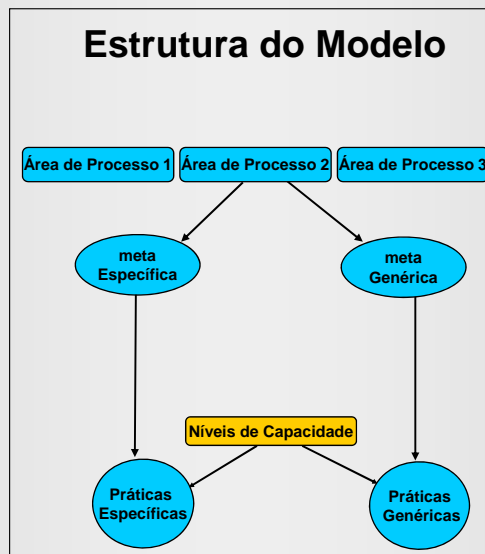 Estrutura do Modelo
Área de Processo 1
Área de Processo 2
Área de Processo 3
meta
Específica
meta
Genérica
Níveis de Capacidade
Práticas
Específicas
Práticas
Genéricas